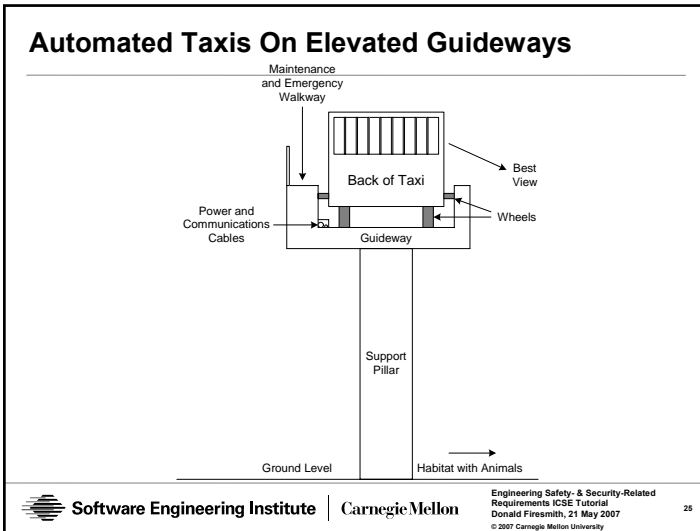 Automated Taxis On Elevated Guideways
Maintenance
and Emergency
Walkway
Back of Taxi
Best
View
Power and
Communications
Cables
Wheels
Guideway
Support
Pillar
Ground Level
Habitat with Animals
Software Engineering Institute
Carnegie Mellon
Engineering Safety- & Security-Related
Requirements ICSE Tutorial
Donald Firesmith, 21 May 2007
© 2007 Carnegie Mellon University
25